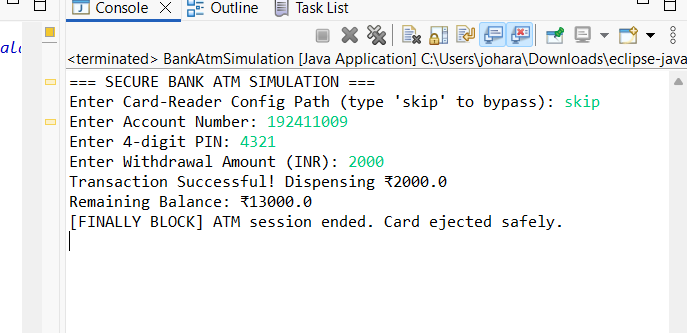 Console × Outline Task List
<terminated> BankAtmSimulation [Java Application] C:\Users\johara\Downloads\eclipse-java
=== SECURE BANK ATM SIMULATION ===
Enter Card-Reader Config Path (type 'skip' to bypass): skip
Enter Account Number: 192411009
Enter 4-digit PIN: 4321
Enter Withdrawal Amount (INR): 2000
Transaction Successful! Dispensing ₹2000.0
Remaining Balance: ₹13000.0
[FINALLY BLOCK] ATM session ended. Card ejected safely.